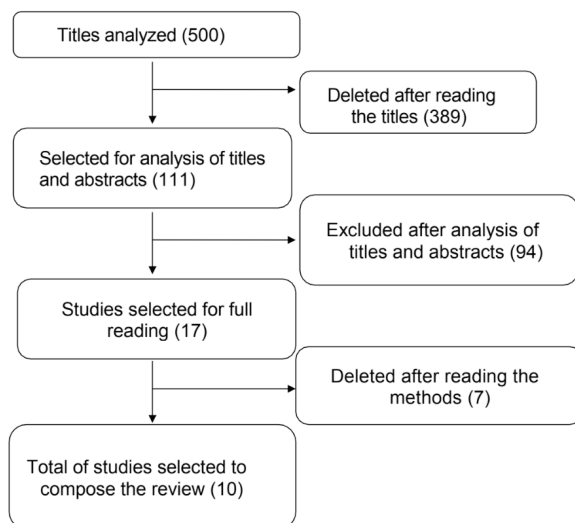 Titles analyzed (500)
Deleted after reading
the titles (389)
Selected for analysis of titles
and abstracts (111)
Excluded after analysis of
titles and abstracts (94)
Studies selected for full
reading (17)
Deleted after reading the
methods (7)
Total of studies selected to
compose the review (10)